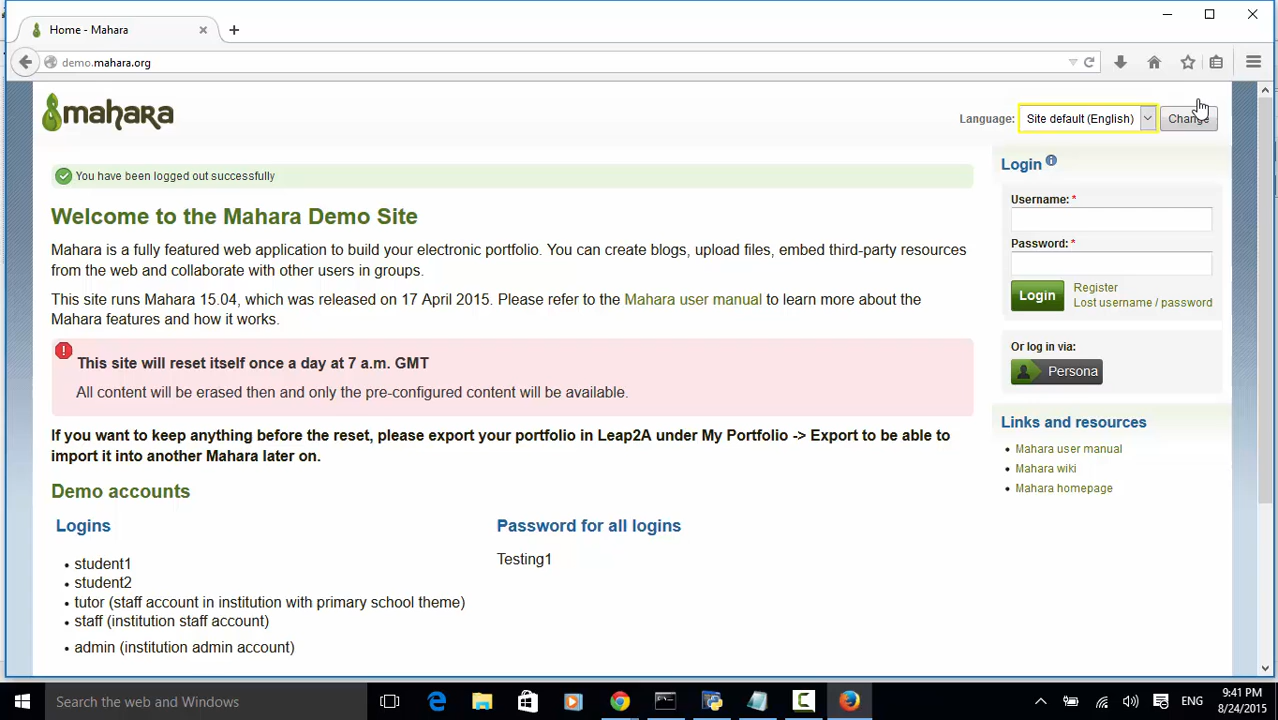 Home - Mahara
demo.mahara.org
mahara
Language: Site default (English) Change
You have been logged out successfully
Welcome to the Mahara Demo Site
Mahara is a fully featured web application to build your electronic portfolio. You can create blogs, upload files, embed third-party resources
from the web and collaborate with other users in groups.
This site runs Mahara 15.04, which was released on 17 April 2015. Please refer to the Mahara user manual to learn more about the
Mahara features and how it works.
This site will reset itself once a day at 7 a.m. GMT
All content will be erased then and only the pre-configured content will be available.
If you want to keep anything before the reset, please export your portfolio in Leap2A under My Portfolio -> Export to be able to
import it into another Mahara later on.
Demo accounts
Logins
student1
student2
tutor (staff account in institution with primary school theme)
staff (institution staff account)
admin (institution admin account)
Password for all logins
Testing1
Login
Username: *
Password: *
Login
Register
Lost username / password
Or log in via:
Persona
Links and resources
Mahara user manual
Mahara wiki
Mahara homepage
Search the web and Windows
ENG
9:41 PM
8/24/2015